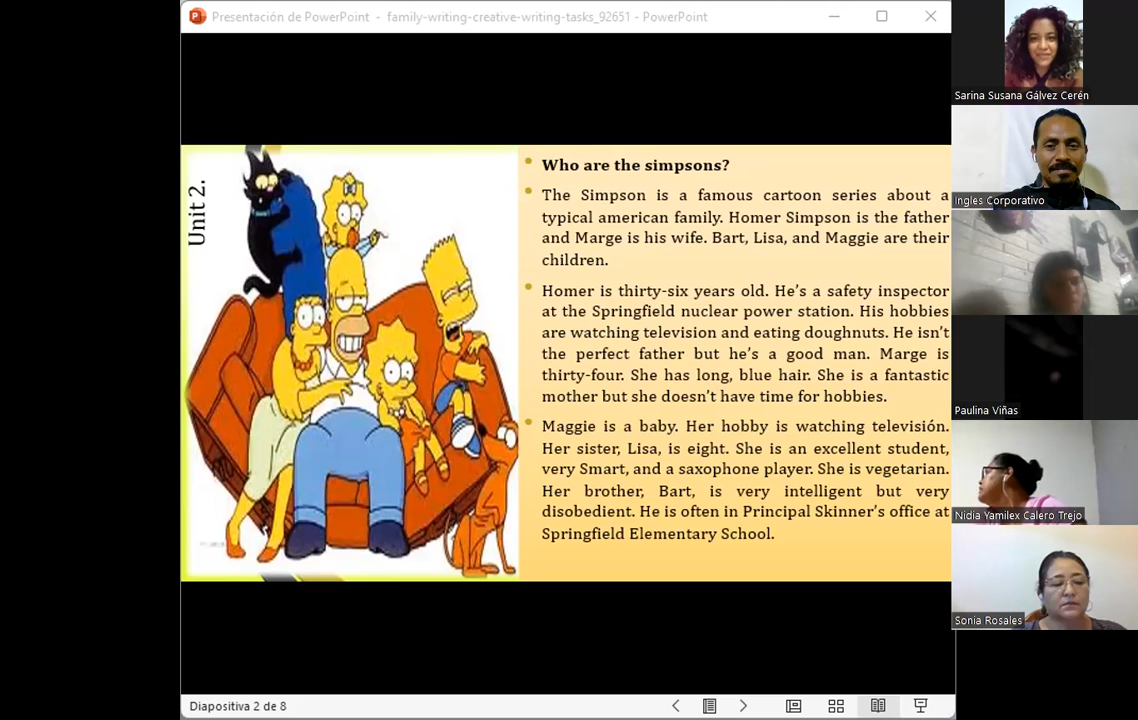 Presentación de PowerPoint - family-writing-creative-writing-tasks_92651 - PowerPoint
Unit 2.
Who are the simpsons?
The Simpson is a famous cartoon series about a
typical american family. Homer Simpson is the father
and Marge is his wife. Bart, Lisa, and Maggie are their
children.
Homer is thirty-six years old. He's a safety inspector
at the Springfield nuclear power station. His hobbies
are watching television and eating doughnuts. He isn't
the perfect father but he's a good man. Marge is
thirty-four. She has long, blue hair. She is a fantastic
mother but she doesn't have time for hobbies.
Maggie is a baby. Her hobby is watching televisión.
Her sister, Lisa, is eight. She is an excellent student,
very Smart, and a saxophone player. She is vegetarian.
Her brother, Bart, is very intelligent but very
disobedient. He is often in Principal Skinner's office at
Springfield Elementary School.
Diapositiva 2 de 8
Sarina Susana Gálvez Cerén
Ingles Corporativo
Paulina Viñas
Nidia Yamilex Calero Trejo
Sonia Rosales